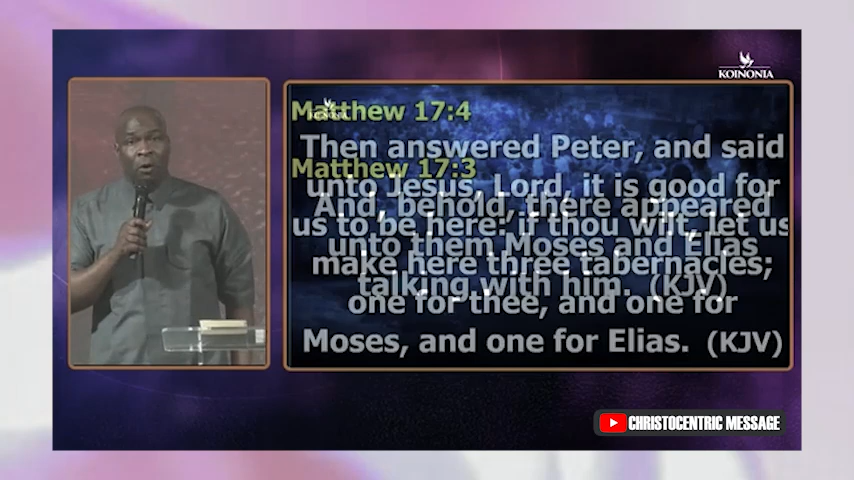 KOINONIA
Matthew 17:4
Then answered Peter, and said
unto Jesus, Lord, it is good for
us to be here: if thou wilt, let us
make here three tabernacles;
one for thee, and one for
Moses, and one for Elias. (KJV)
Matthew 17:3
And, behold, there appeared
unto them Moses and Elias
talking with him. (KJV)
CHRISTOCENTRIC MESSAGE